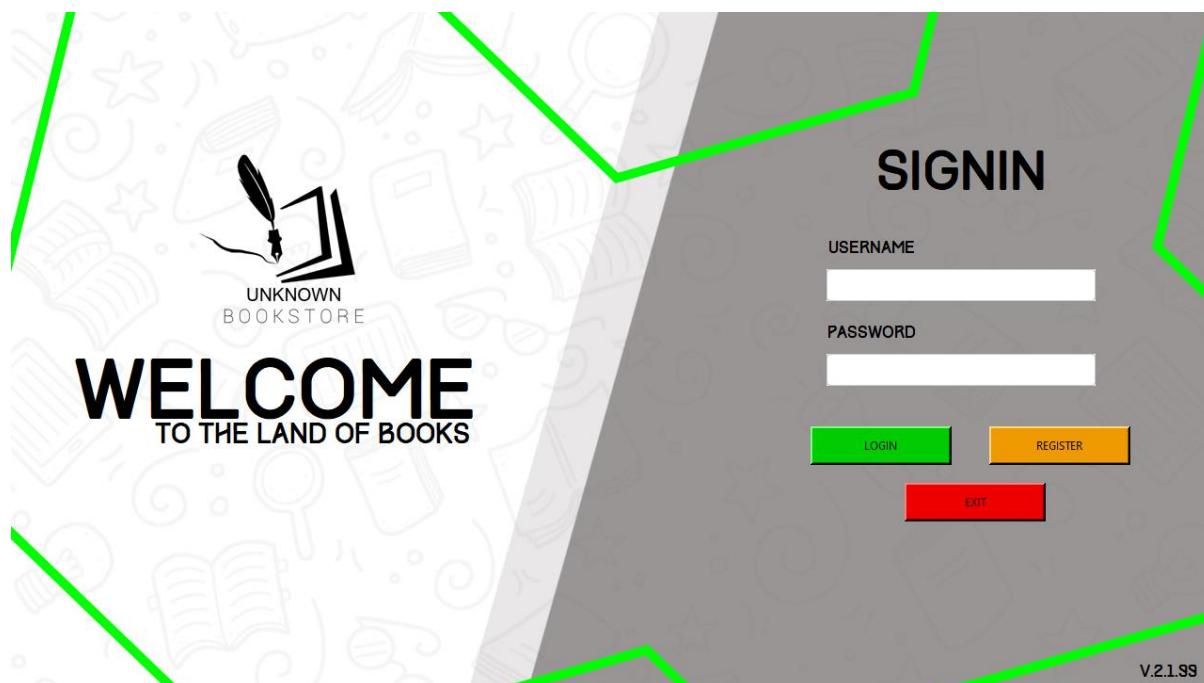 UNKNOWN
BOOKSTORE
WELCOME
TO THE LAND OF BOOKS
SIGNIN
USERNAME
PASSWORD
LOGIN
REGISTER
EXIT
V.2.1.99